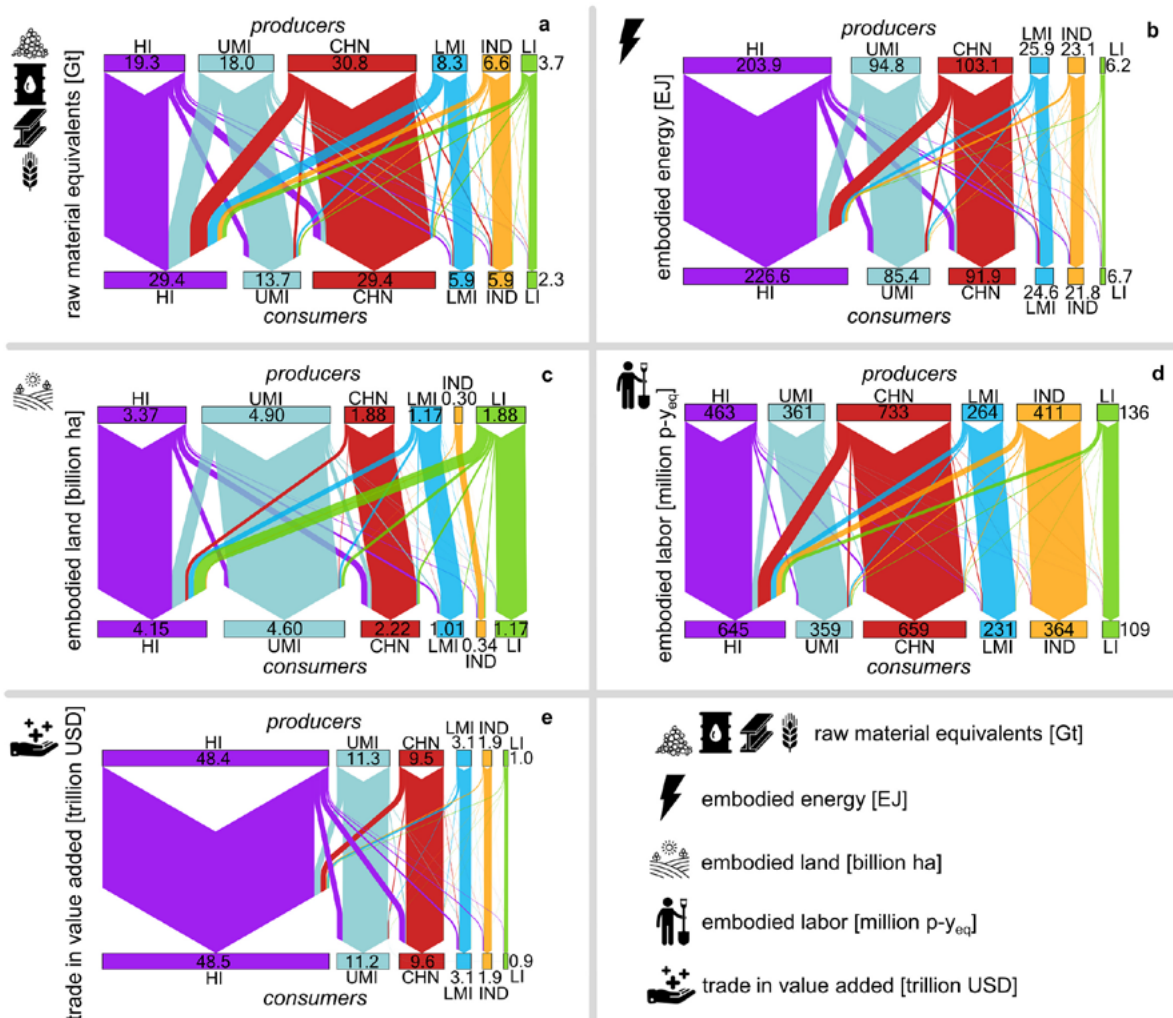 producers a
HI UMI CHN LMI IND LI
19.3 18.0 30.8 8.3 6.6 3.7
raw material equivalents [Gt]
29.4 13.7 29.4 5.9 5.9 2.3
HI UMI CHN LMI IND LI
consumers
producers b
HI UMI CHN LMI IND LI
203.9 94.8 103.1 25.9 23.1 6.2
embodied energy [EJ]
226.6 85.4 91.9 24.6 21.8 6.7
HI UMI CHN LMI IND LI
consumers
producers c
HI UMI CHN LMI IND LI
3.37 4.90 1.88 1.17 0.30 1.88
embodied land [billion ha]
4.15 4.60 2.22 1.01 0.34 1.17
HI UMI CHN LMI IND LI
consumers
producers d
HI UMI CHN LMI IND LI
463 361 733 264 411 136
embodied labor [million p-yeq]
645 359 659 231 364 109
HI UMI CHN LMI IND LI
consumers
producers e
HI UMI CHN LMI IND LI
48.4 11.3 9.5 3.1 1.9 1.0
trade in value added [trillion USD]
48.5 11.2 9.6 3.1 1.9 0.9
HI UMI CHN LMI IND LI
consumers
raw material equivalents [Gt]
embodied energy [EJ]
embodied land [billion ha]
embodied labor [million p-yeq]
trade in value added [trillion USD]